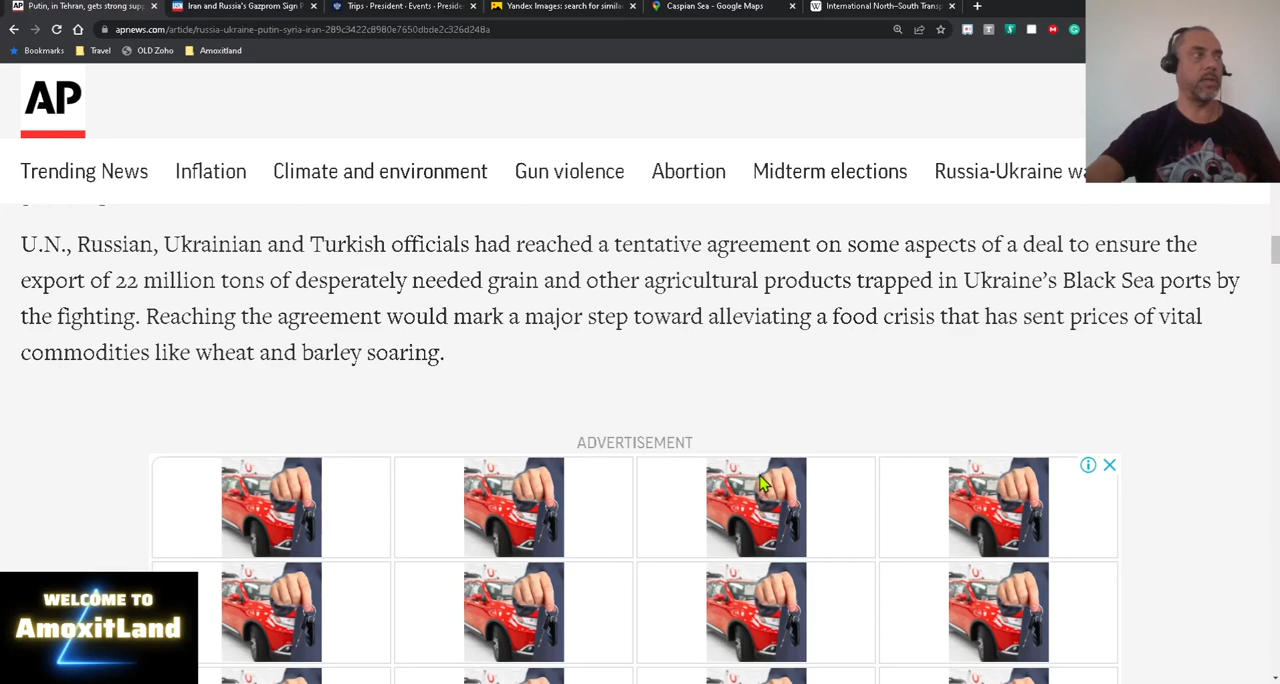 Putin, in Tehran, gets strong supp
Iran and Russia's Gazprom Sign P
Trips - President - Events - Preside
Yandex Images: search for simila
Caspian Sea - Google Maps
International North–South Transp
apnews.com/article/russia-ukraine-putin-syria-iran-289c3422c8980e7650dbde2c326d248a
Bookmarks Travel OLD Zoho Amoxitland
AP
Trending News Inflation Climate and environment Gun violence Abortion Midterm elections Russia-Ukraine wa
U.N., Russian, Ukrainian and Turkish officials had reached a tentative agreement on some aspects of a deal to ensure the
export of 22 million tons of desperately needed grain and other agricultural products trapped in Ukraine's Black Sea ports by
the fighting. Reaching the agreement would mark a major step toward alleviating a food crisis that has sent prices of vital
commodities like wheat and barley soaring.
ADVERTISEMENT
WELCOME TO
AmoxitLand